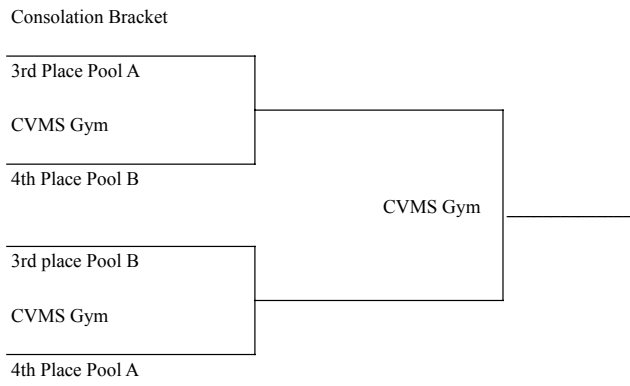 Consolation Bracket
3rd Place Pool A
CVMS Gym
4th Place Pool B
CVMS Gym
3rd place Pool B
CVMS Gym
4th Place Pool A